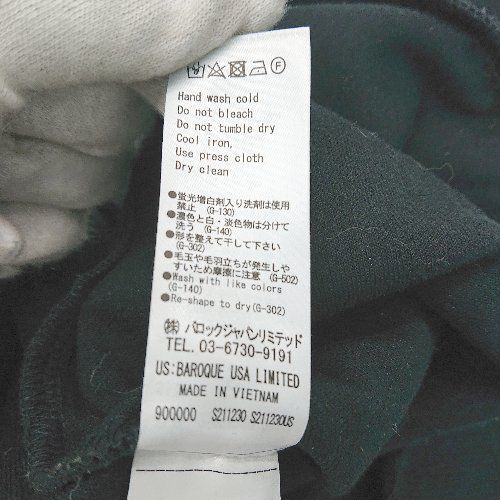 Hand wash cold
Do not bleach
Do not tumble dry
Cool iron,
Use press cloth
Dry clean
●蛍光増白剤入り洗剤は使用
禁止 (G-130)
●濃色と白・淡色物は分けて
洗う (G-140)
●形を整えて干して下さい
(G-302)
●毛玉や毛羽立ちが発生しや
すいため摩擦に注意 (G-502)
●Wash with like colors
(G-140)
●Re-shape to dry(G-302)
㈱ バロックジャパンリミテッド
TEL. 03-6730-9191
US:BAROQUE USA LIMITED
MADE IN VIETNAM
900000 S211230 S211230US